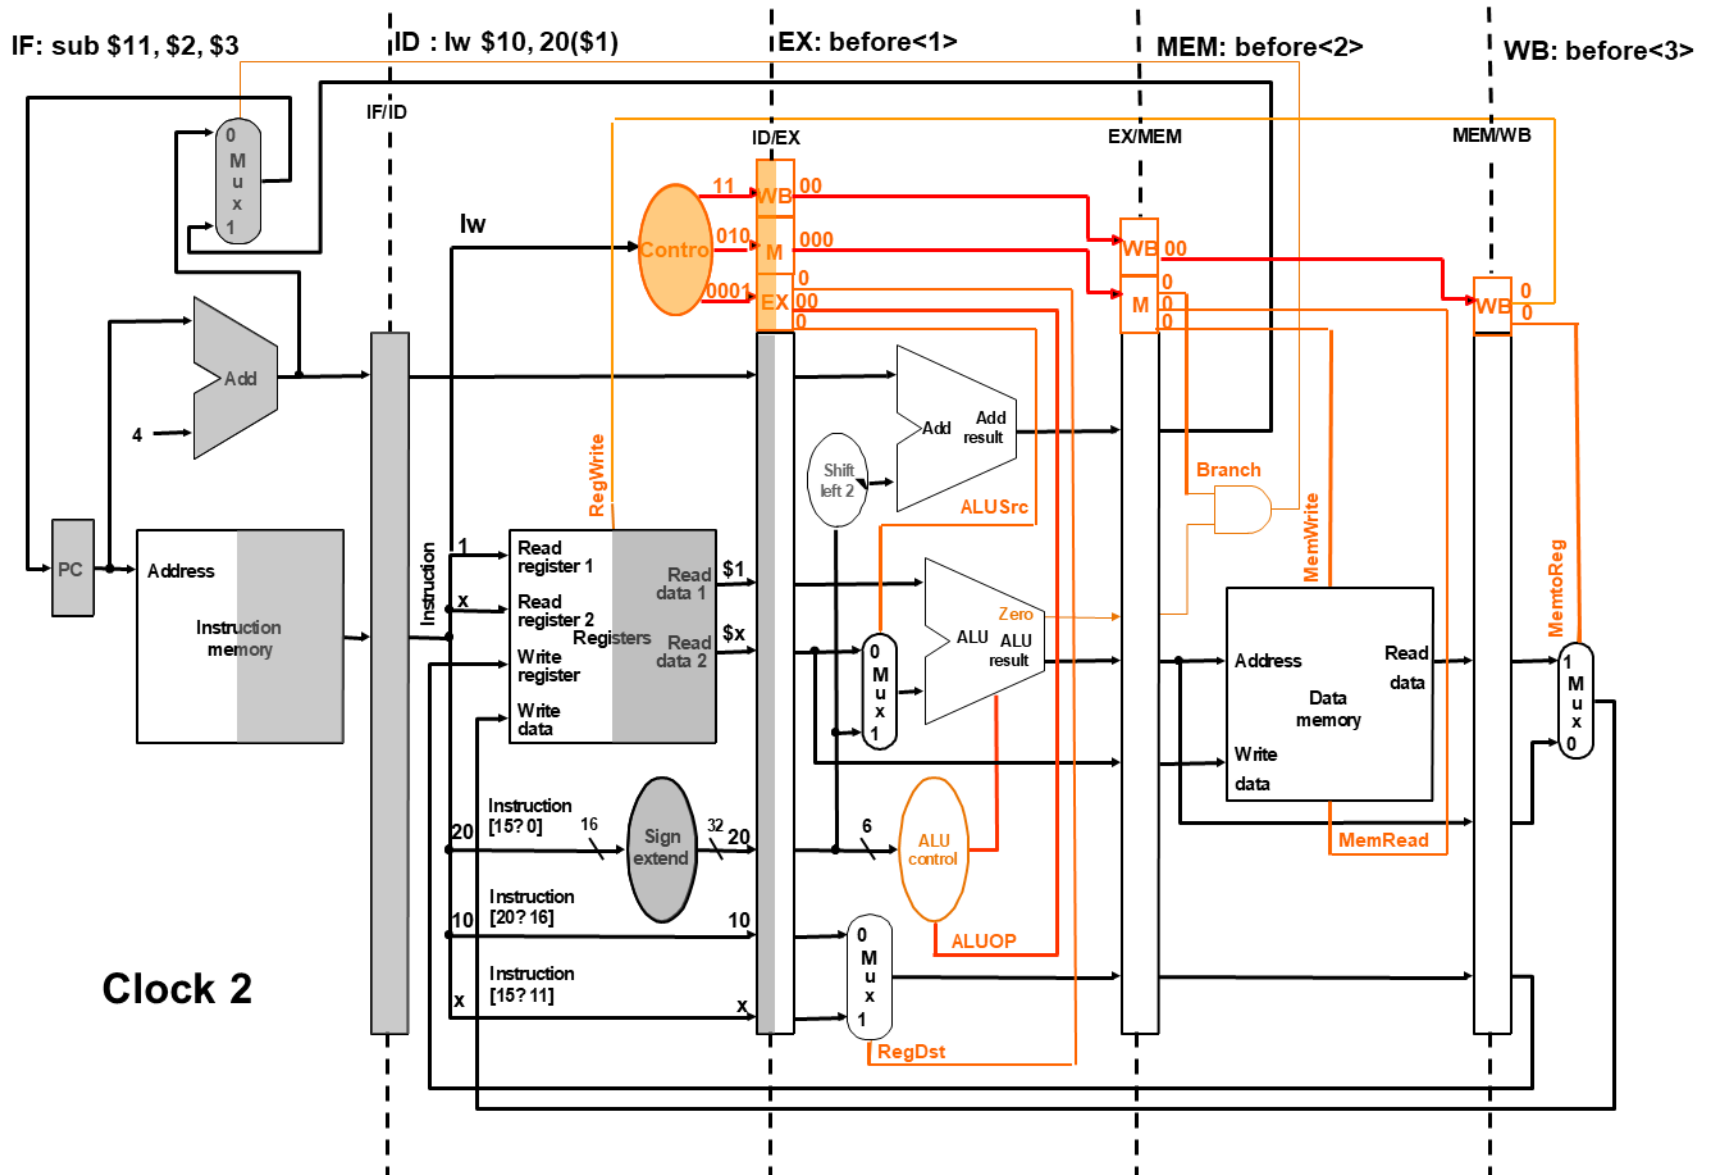 IF: sub $11, $2, $3
ID : lw $10, 20($1)
EX: before<1>
MEM: before<2>
WB: before<3>
IF/ID
ID/EX
EX/MEM
MEM/WB
0
M
u
x
1
lw
Contro
11
010
0001
WB
M
EX
00
000
0
00
0
WB
M
00
0
0
0
WB
0
0
Add
4
RegWrite
Shift
left 2
Add
Add
result
ALUSrc
Branch
MemWrite
MemtoReg
PC
Address
Instruction
memory
Instruction
1
x
Read
register 1
Read
register 2
Registers
Write
register
Write
data
Read
data 1
Read
data 2
$1
$x
0
M
u
x
1
Zero
ALU
ALU
result
Address
Read
data
Data
memory
Write
data
1
M
u
x
0
MemRead
Instruction
[15? 0]
20
16
Sign
extend
32
20
6
ALU
control
Instruction
[20? 16]
10
10
Instruction
[15? 11]
x
x
0
M
u
x
1
ALUOP
RegDst
Clock 2